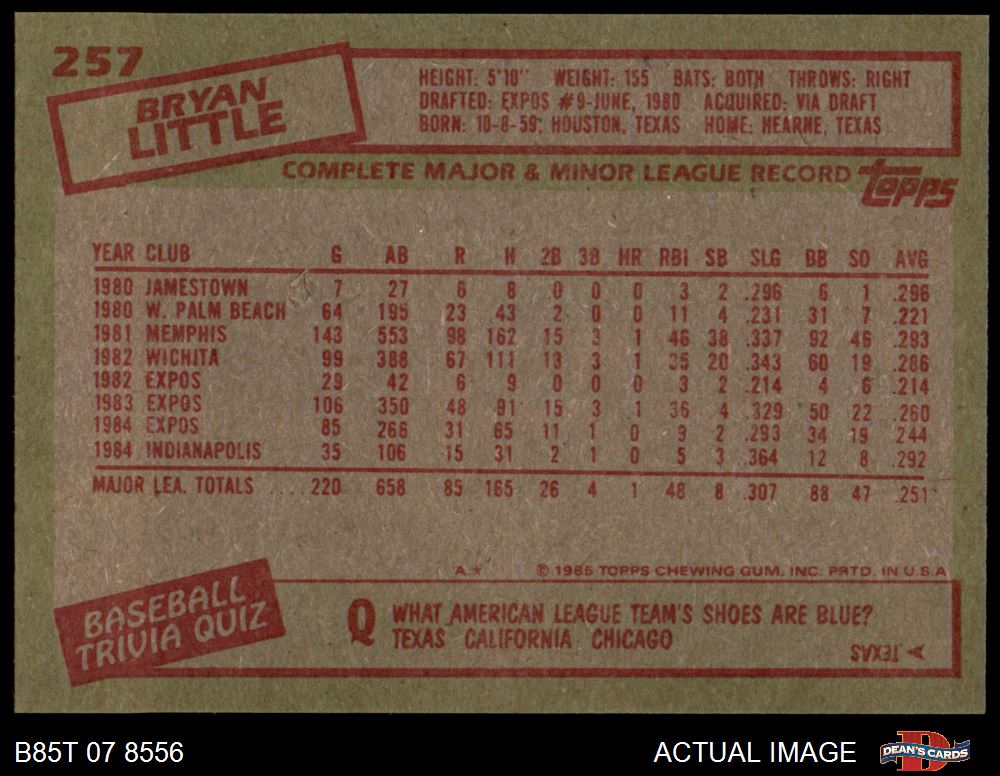 257
BRYAN
LITTLE
HEIGHT: 5'10" WEIGHT: 155 BATS: BOTH THROWS: RIGHT
DRAFTED: EXPOS #9-JUNE, 1980 ACQUIRED: VIA DRAFT
BORN: 10-8-59, HOUSTON, TEXAS HOME: HEARNE, TEXAS
COMPLETE MAJOR & MINOR LEAGUE RECORD topps
YEAR CLUB G AB R H 2B 3B HR RBI SB SLG BB SO AVG
1980 JAMESTOWN 7 27 6 8 0 0 0 3 2 .296 6 1 .296
1980 W. PALM BEACH 64 195 23 43 2 0 0 11 4 .231 31 7 .221
1981 MEMPHIS 143 553 98 162 15 3 1 46 38 .337 92 46 .293
1982 WICHITA 99 388 67 111 13 3 1 35 20 .343 60 19 .286
1982 EXPOS 29 42 6 9 0 0 0 3 2 .214 4 6 .214
1983 EXPOS 106 350 48 91 15 3 1 36 4 .329 50 22 .260
1984 EXPOS 85 266 31 65 11 1 0 9 2 .293 34 19 .244
1984 INDIANAPOLIS 35 106 15 31 2 1 0 5 3 .364 12 8 .292
MAJOR LEA. TOTALS .... 220 658 85 165 26 4 1 48 8 .307 88 47 .251
A.* © 1985 TOPPS CHEWING GUM, INC. PRTD. IN U.S.A.
BASEBALL
TRIVIA QUIZ
Q WHAT AMERICAN LEAGUE TEAM'S SHOES ARE BLUE?
TEXAS CALIFORNIA CHICAGO
A TEXAS
B85T 07 8556
ACTUAL IMAGE
D
DEAN'S CARDS